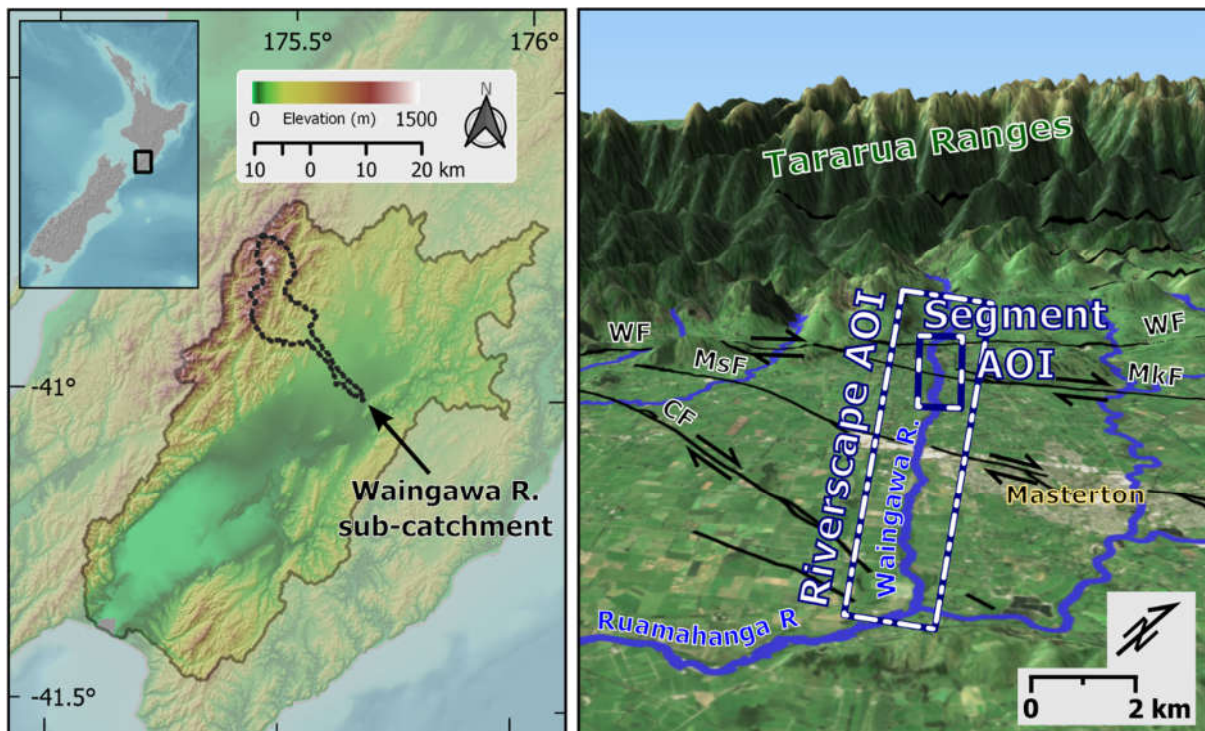 175.5°
176°
0 Elevation (m) 1500
N
10 0 10 20 km
-41°
Waingawa R.
sub-catchment
-41.5°
Tararua Ranges
WF
MsF
CF
Riverscape AOI
Segment
AOI
WF
MkF
Waingawa R.
Masterton
Ruamahanga R
N
0 2 km